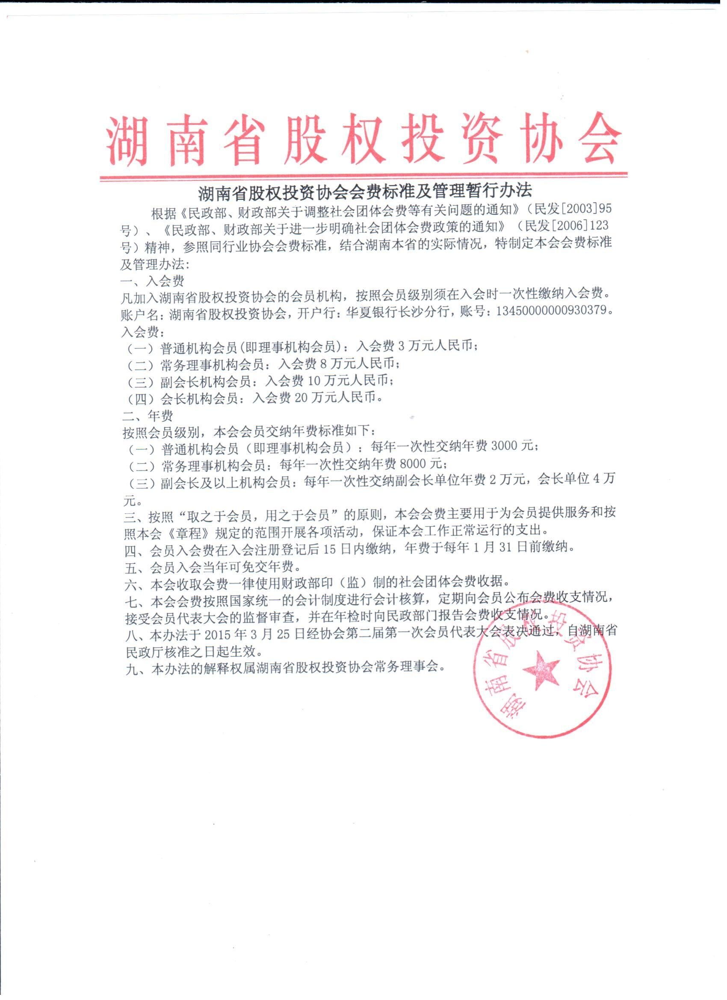 湖南省股权投资协会
湖南省股权投资协会会费标准及管理暂行办法
根据《民政部、财政部关于调整社会团体会费等有关问题的通知》（民发[2003]95
号）、《民政部、财政部关于进一步明确社会团体会费政策的通知》（民发[2006]123
号）精神，参照同行业协会会费标准，结合湖南本省的实际情况，特制定本会会费标准
及管理办法：
一、入会费
凡加入湖南省股权投资协会的会员机构，按照会员级别须在入会时一次性缴纳入会费。
账户名：湖南省股权投资协会，开户行：华夏银行长沙分行，账号：13450000000930379。
入会费：
（一）普通机构会员(即理事机构会员)：入会费 3 万元人民币；
（二）常务理事机构会员：入会费 8 万元人民币；
（三）副会长机构会员：入会费 10 万元人民币；
（四）会长机构会员：入会费 20 万元人民币。
二、年费
按照会员级别，本会会员交纳年费标准如下：
（一）普通机构会员（即理事机构会员）：每年一次性交纳年费 3000 元；
（二）常务理事机构会员：每年一次性交纳年费 8000 元；
（三）副会长及以上机构会员：每年一次性交纳副会长单位年费 2 万元，会长单位 4 万
元。
三、按照“取之于会员，用之于会员”的原则，本会会费主要用于为会员提供服务和按
照本会《章程》规定的范围开展各项活动，保证本会工作正常运行的支出。
四、会员入会费在入会注册登记后 15 日内缴纳，年费于每年 1 月 31 日前缴纳。
五、会员入会当年可免交年费。
六、本会收取会费一律使用财政部印（监）制的社会团体会费收据。
七、本会会费按照国家统一的会计制度进行会计核算，定期向会员公布会费收支情况，
接受会员代表大会的监督审查，并在年检时向民政部门报告会费收支情况。
八、本办法于 2015 年 3 月 25 日经协会第二届第一次会员代表大会表决通过，自湖南省
民政厅核准之日起生效。
九、本办法的解释权属湖南省股权投资协会常务理事会。
湖南省股权投资协会